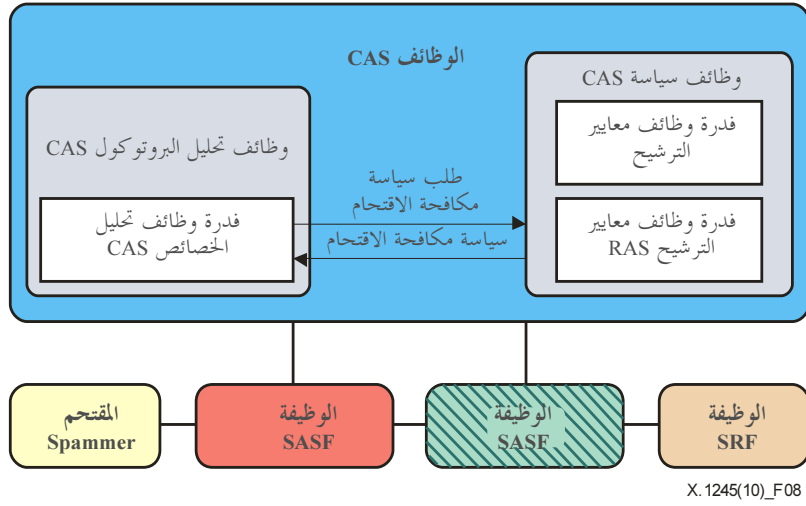 الوظائف CAS
وظائف سياسة CAS
فدرة وظائف معايير
الترشيح
وظائف تحليل البروتوكول CAS
طلب سياسة
مكافحة الاقتحام
فدرة وظائف تحليل
الخصائص CAS
سياسة مكافحة الاقتحام
فدرة وظائف معايير
الترشيح RAS
المقتحم
Spammer
الوظيفة
SASF
الوظيفة
SASF
الوظيفة
SRF
X.1245(10)_F08